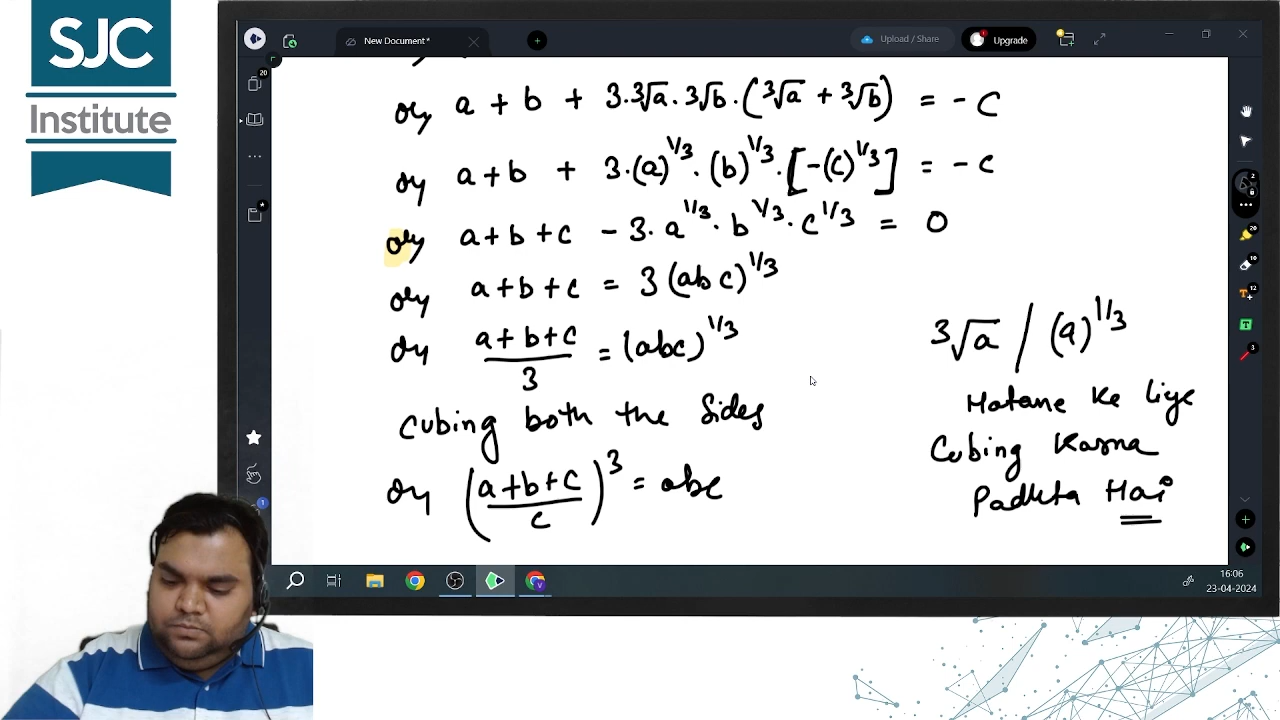 SJC
Institute
New Document*
Upload / Share
Upgrade
or a + b + 3.∛a.∛b.(∛a + ∛b) = -c
or a+b + 3.(a)^1/3.(b)^1/3.[-(c)^1/3] = -c
or a+b+c - 3.a^1/3.b^1/3.c^1/3 = 0
or a+b+c = 3(abc)^1/3
or (a+b+c)/3 = (abc)^1/3
cubing both the sides
or ((a+b+c)/c)^3 = abc
∛a / (a)^1/3
Hatane ke liye
Cubing Karna
Padhta Hai
16:06
23-04-2024